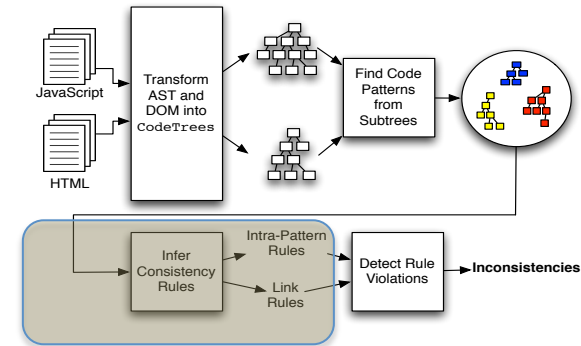 JavaScript
HTML
Transform
AST and
DOM into
CodeTrees
Find Code
Patterns
from
Subtrees
Infer
Consistency
Rules
Intra-Pattern
Rules
Link
Rules
Detect Rule
Violations
Inconsistencies